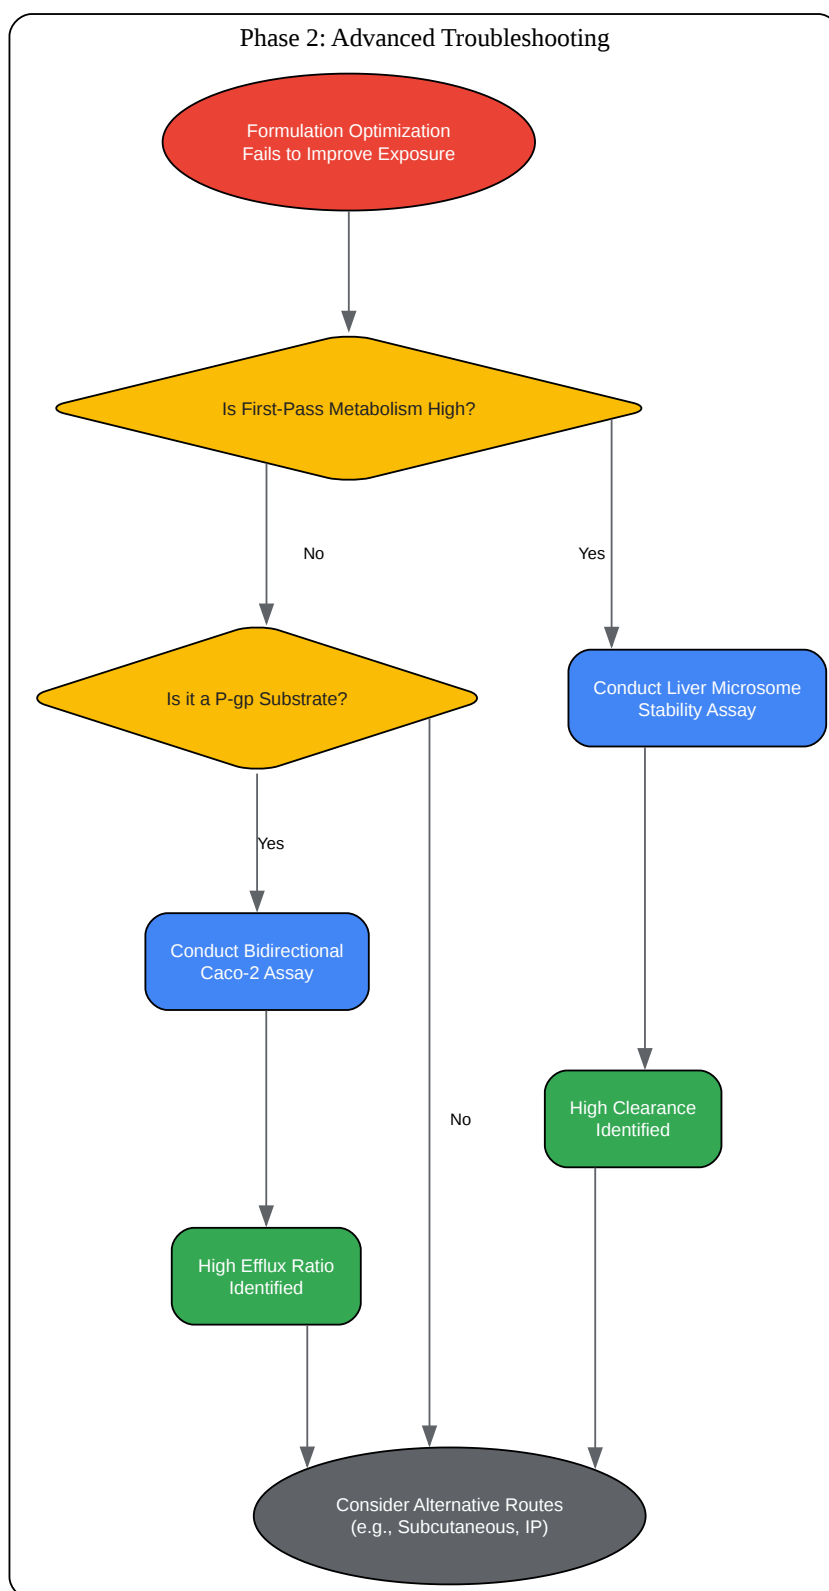 Phase 2: Advanced Troubleshooting
Formulation Optimization
Fails to Improve Exposure
Is First-Pass Metabolism High?
No
Yes
Is it a P-gp Substrate?
Conduct Liver Microsome
Stability Assay
Yes
Conduct Bidirectional
Caco-2 Assay
No
High Clearance
Identified
High Efflux Ratio
Identified
Consider Alternative Routes
(e.g., Subcutaneous, IP)